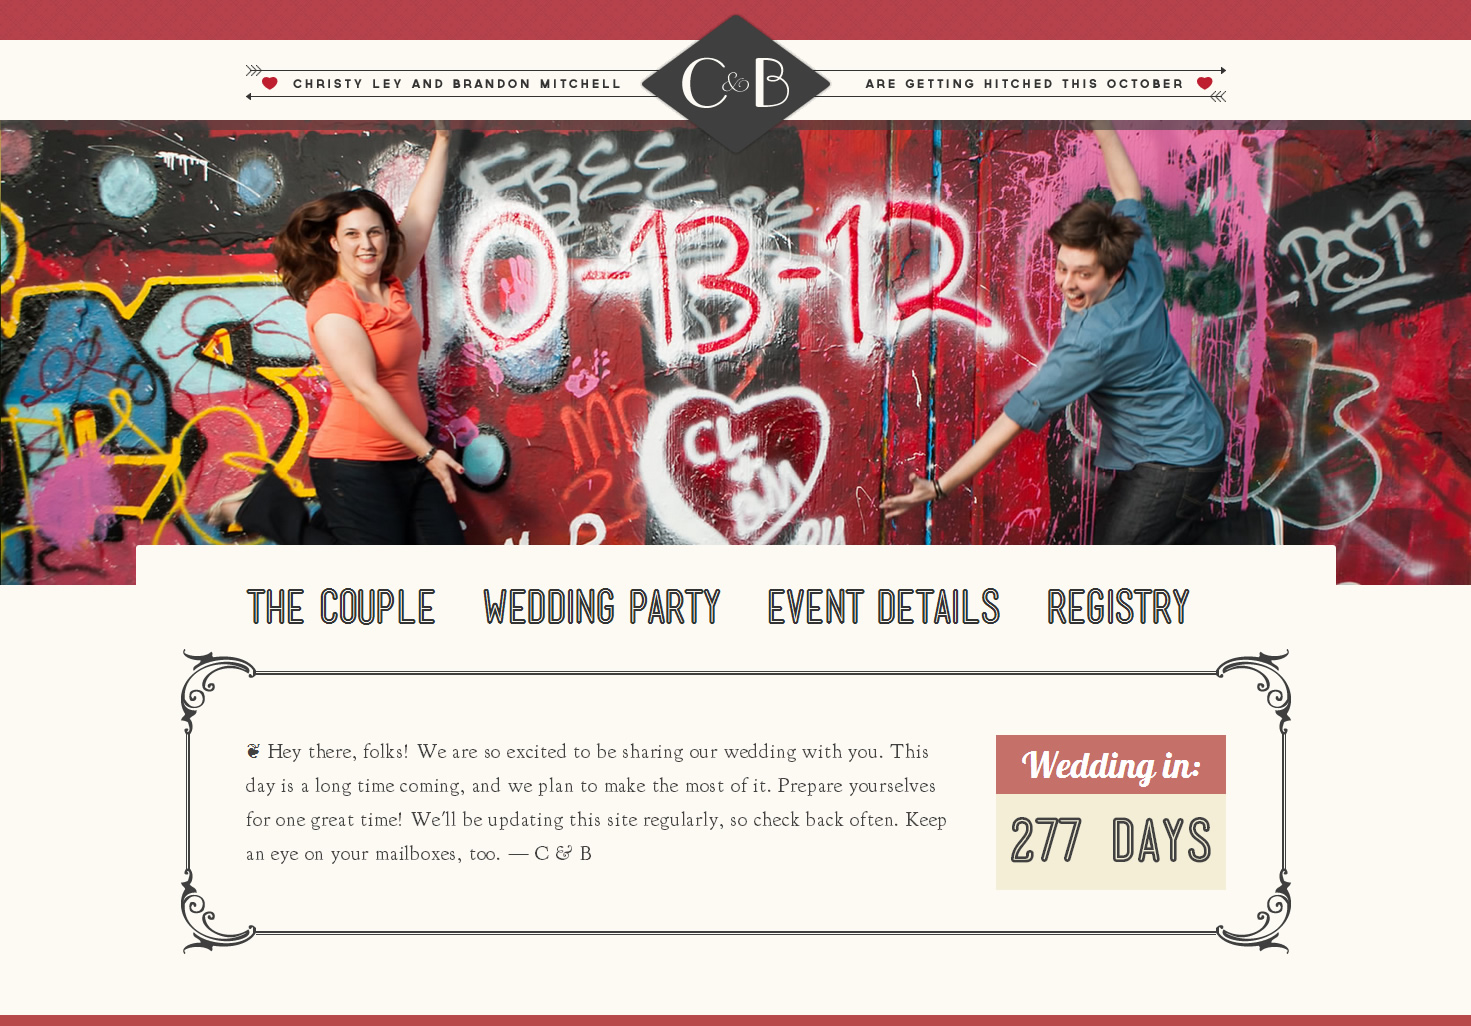 CHRISTY LEY AND BRANDON MITCHELL
C&B
ARE GETTING HITCHED THIS OCTOBER
FREE
0-13-12
PEST!
CL
+
BM
THE COUPLE WEDDING PARTY EVENT DETAILS REGISTRY
❦ Hey there, folks! We are so excited to be sharing our wedding with you. This
day is a long time coming, and we plan to make the most of it. Prepare yourselves
for one great time! We'll be updating this site regularly, so check back often. Keep
an eye on your mailboxes, too. — C & B
Wedding in:
277 DAYS